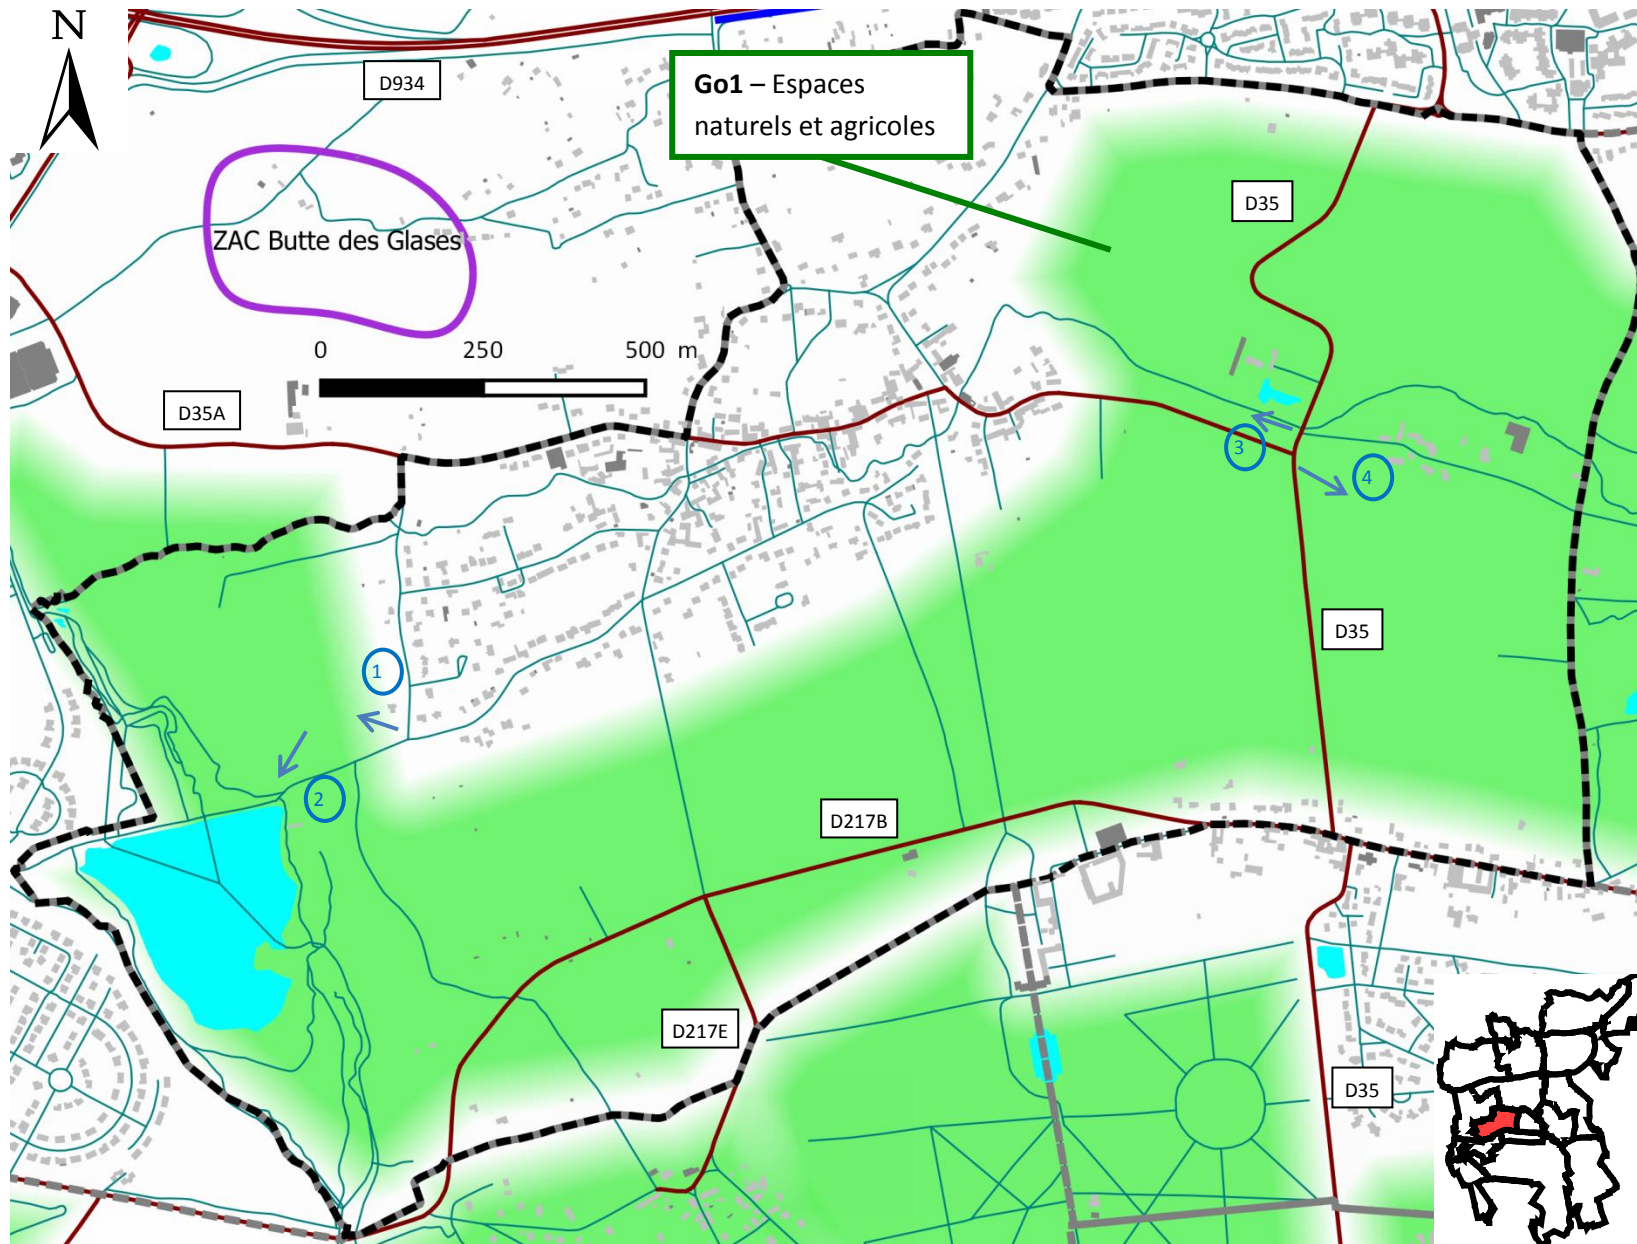 N
D934
Go1 – Espaces
naturels et agricoles
D35
ZAC Butte des Glases
0 250 500 m
D35A
3
4
D35
1
2
D217B
D217E
D35